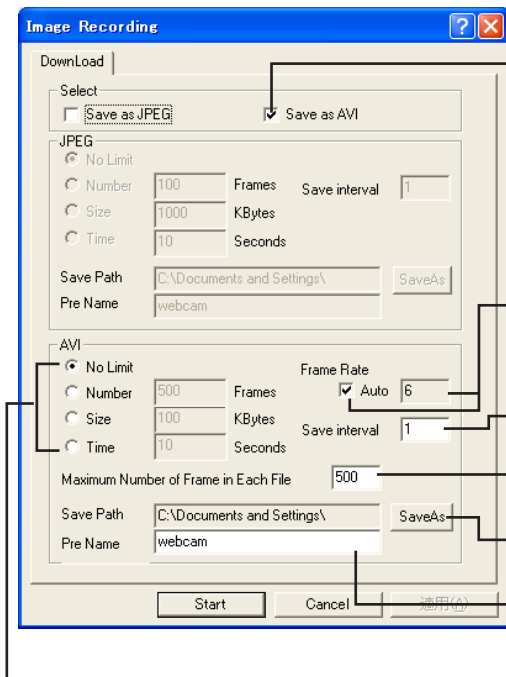 Image Recording
DownLoad
Select
Save as JPEG Save as AVI
JPEG
No Limit
Number 100 Frames Save interval 1
Size 1000 KBytes
Time 10 Seconds
Save Path C:\Documents and Settings\ SaveAs
Pre Name webcam
AVI
No Limit Frame Rate
Number 500 Frames Auto 6
Size 100 KBytes Save interval 1
Time 10 Seconds
Maximum Number of Frame in Each File 500
Save Path C:\Documents and Settings\ SaveAs
Pre Name webcam
Start Cancel 適用(A)